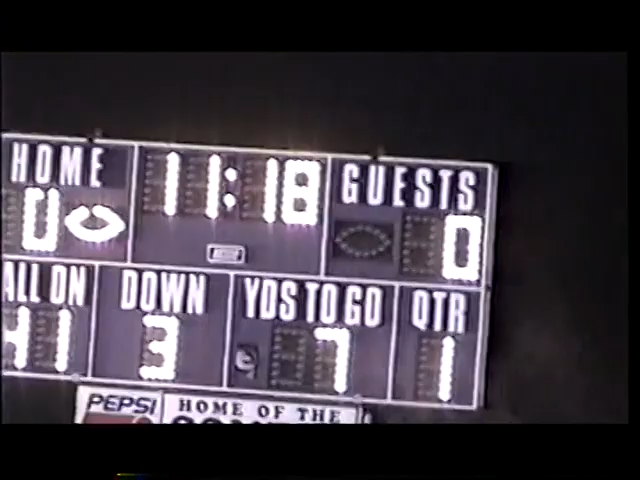 HOME 11:18 GUESTS
0 0
ALL ON DOWN YDS TO GO QTR
41 3 7 1
PEPSI HOME OF THE